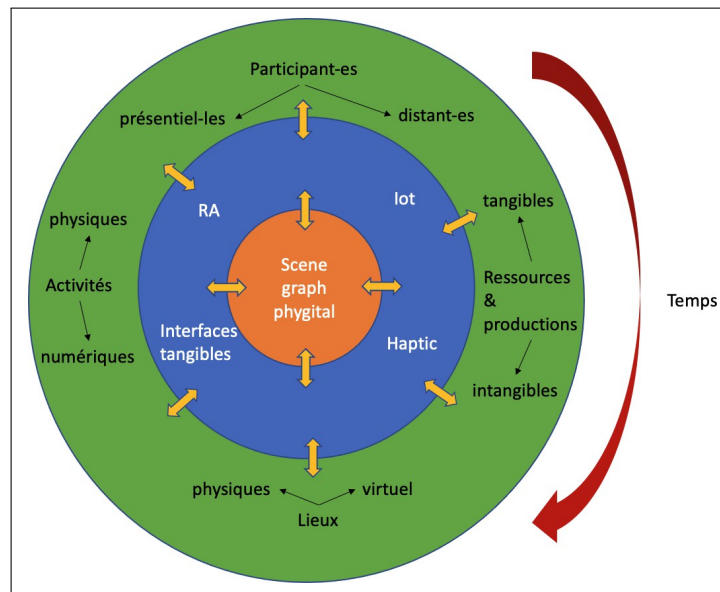 Participant-es
présentiel-les
distant-es
RA
Iot
physiques
Activités
numériques
tangibles
Ressources
&
productions
intangibles
Scene
graph
phygital
Interfaces
tangibles
Haptic
Temps
physiques
virtuel
Lieux